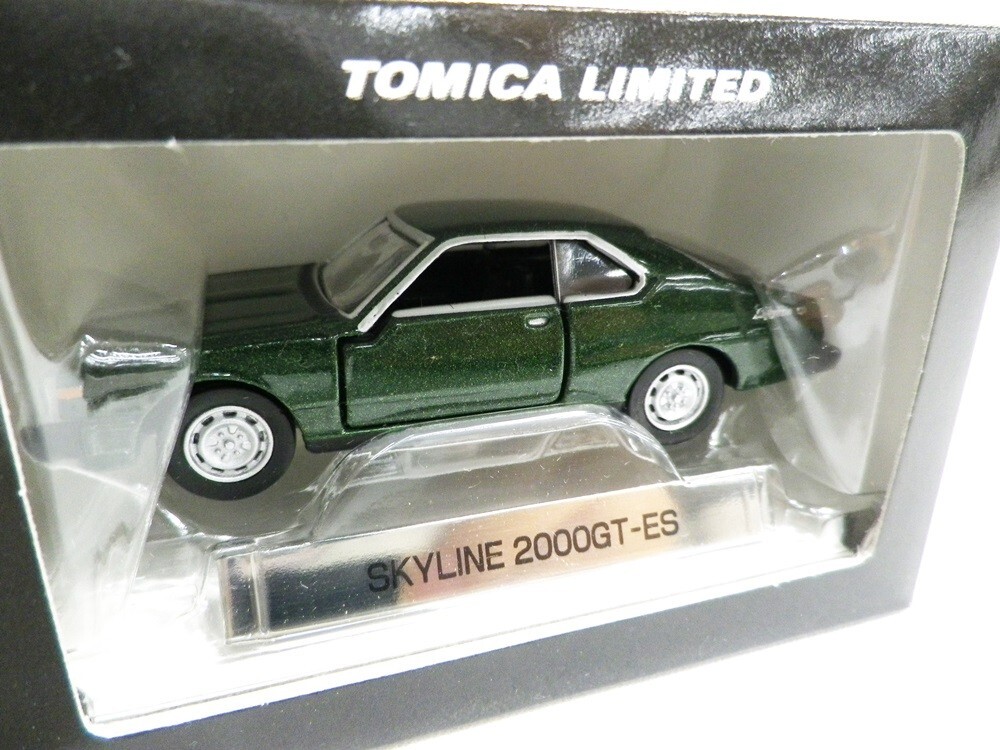 TOMICA LIMITED
SKYLINE 2000GT-ES